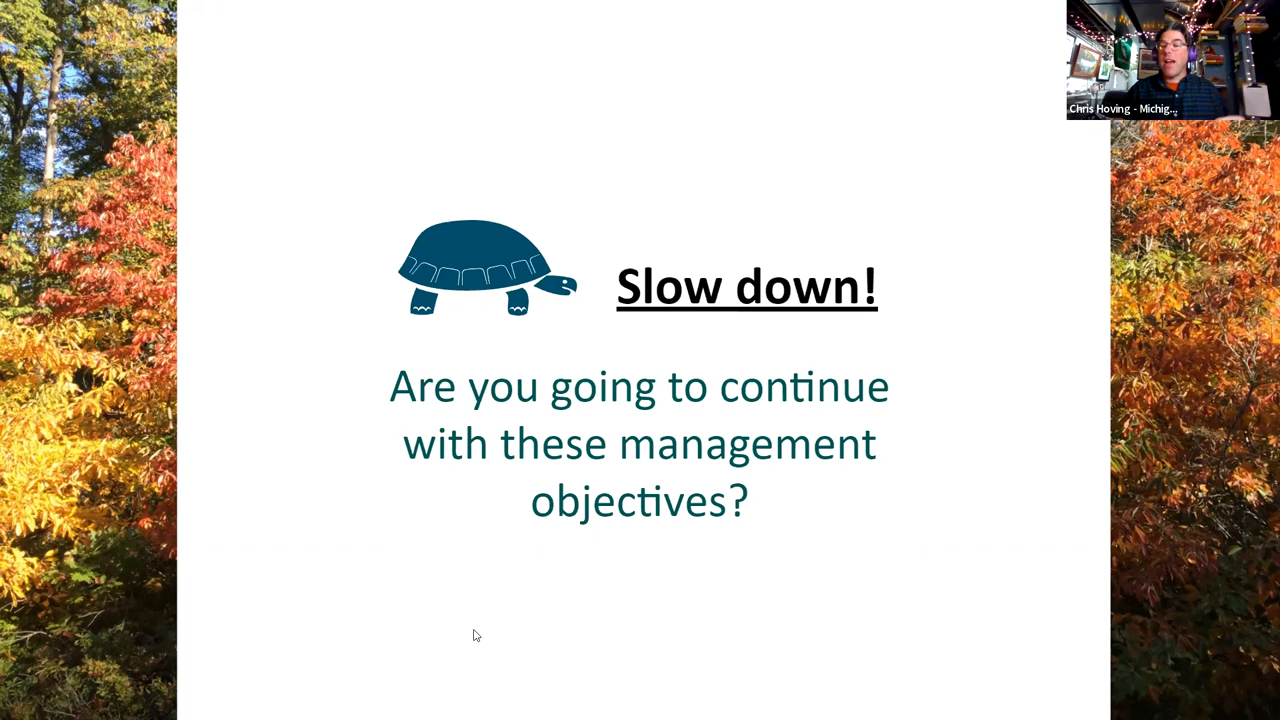 Chris Hoving - Michig...
Slow down!
Are you going to continue
with these management
objectives?